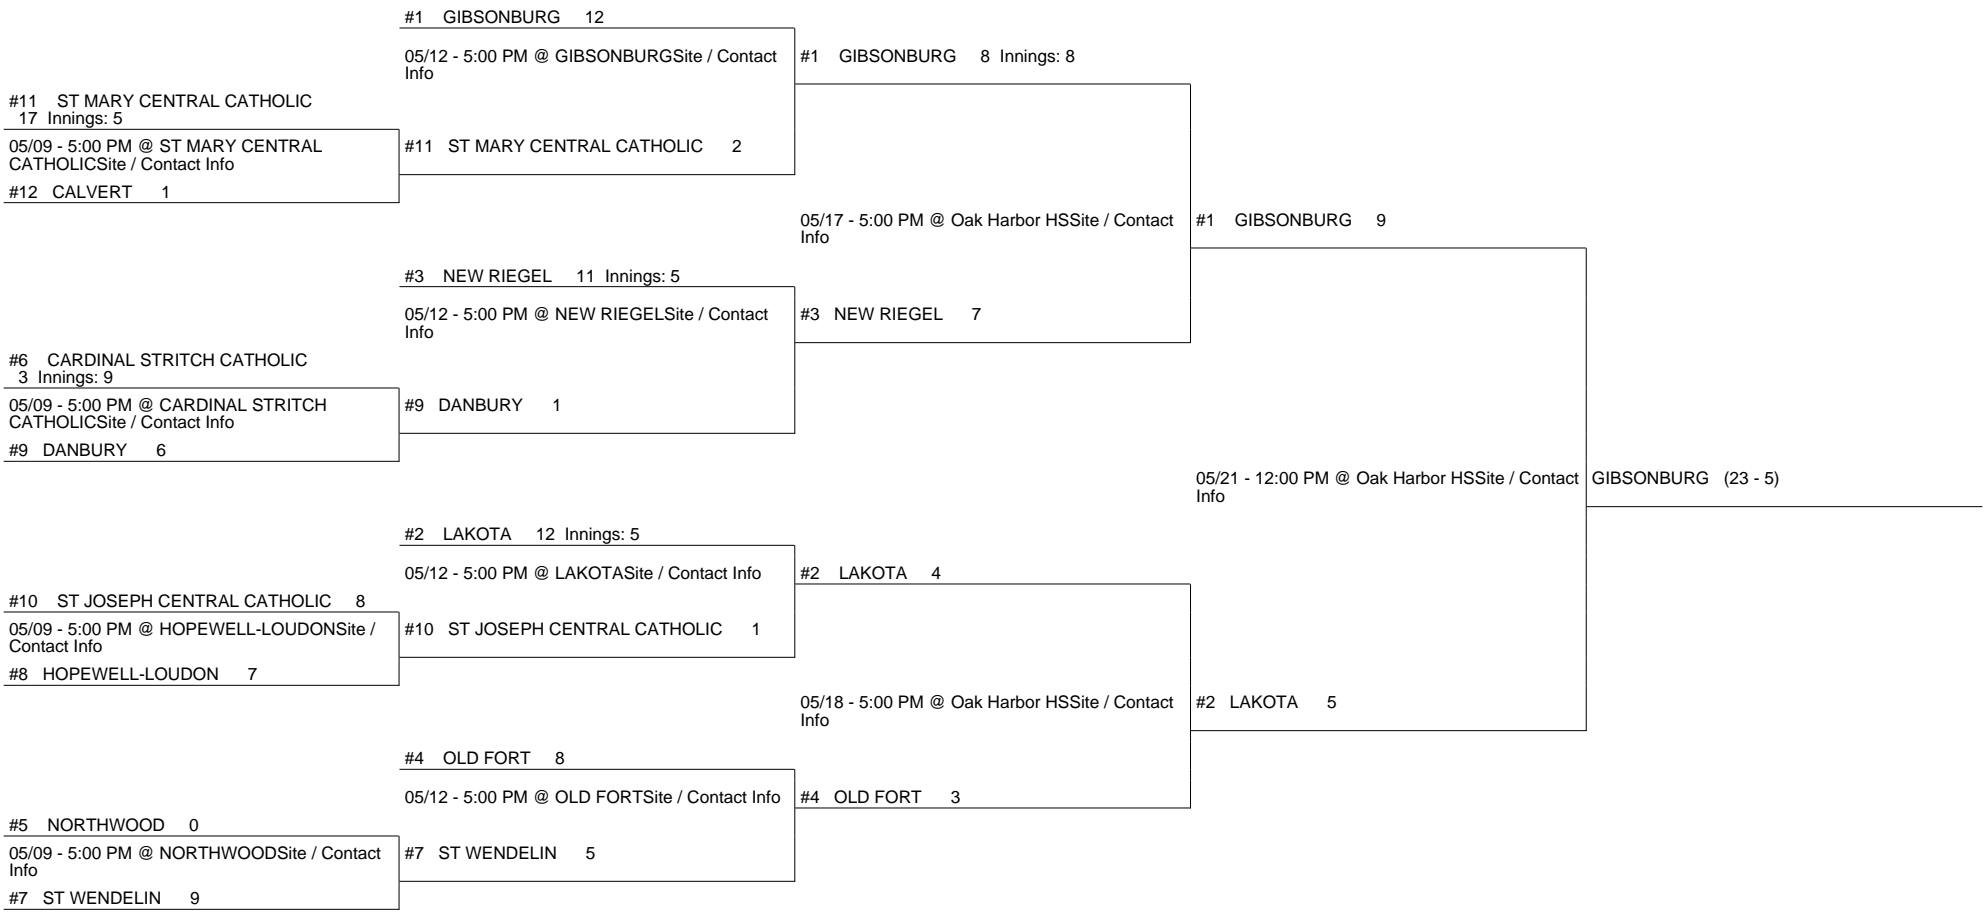 #1 GIBSONBURG 12
05/12 - 5:00 PM @ GIBSONBURGSite / Contact
Info
#11 ST MARY CENTRAL CATHOLIC
17 Innings: 5
05/09 - 5:00 PM @ ST MARY CENTRAL
CATHOLICSite / Contact Info
#12 CALVERT 1
#11 ST MARY CENTRAL CATHOLIC 2
#1 GIBSONBURG 8 Innings: 8
05/17 - 5:00 PM @ Oak Harbor HSSite / Contact
Info
#3 NEW RIEGEL 11 Innings: 5
05/12 - 5:00 PM @ NEW RIEGELSite / Contact
Info
#6 CARDINAL STRITCH CATHOLIC
3 Innings: 9
05/09 - 5:00 PM @ CARDINAL STRITCH
CATHOLICSite / Contact Info
#9 DANBURY 6
#9 DANBURY 1
#3 NEW RIEGEL 7
#1 GIBSONBURG 9
05/21 - 12:00 PM @ Oak Harbor HSSite / Contact
Info
GIBSONBURG (23 - 5)
#2 LAKOTA 12 Innings: 5
05/12 - 5:00 PM @ LAKOTASite / Contact Info
#10 ST JOSEPH CENTRAL CATHOLIC 8
05/09 - 5:00 PM @ HOPEWELL-LOUDONSite /
Contact Info
#8 HOPEWELL-LOUDON 7
#10 ST JOSEPH CENTRAL CATHOLIC 1
#2 LAKOTA 4
05/18 - 5:00 PM @ Oak Harbor HSSite / Contact
Info
#2 LAKOTA 5
#4 OLD FORT 8
05/12 - 5:00 PM @ OLD FORTSite / Contact Info
#4 OLD FORT 3
#5 NORTHWOOD 0
05/09 - 5:00 PM @ NORTHWOODSite / Contact
Info
#7 ST WENDELIN 9
#7 ST WENDELIN 5